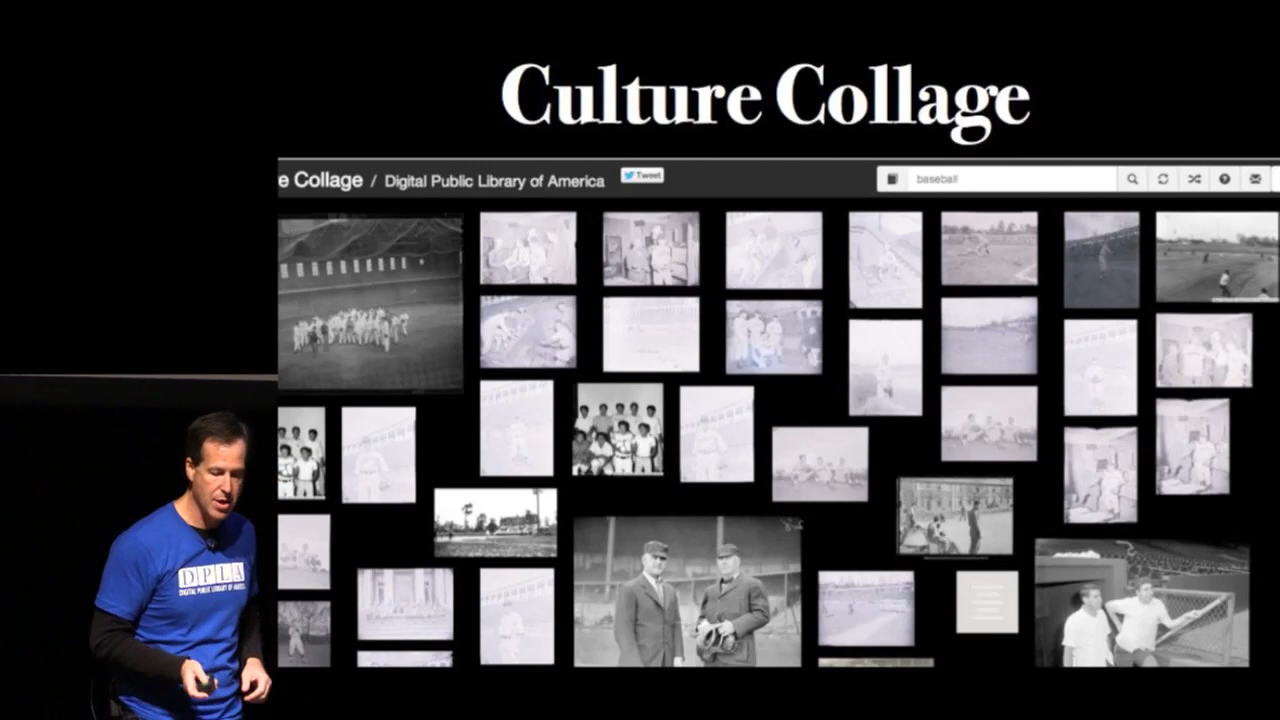 Culture Collage
e Collage / Digital Public Library of America
Tweet
baseball
DPLA
DIGITAL PUBLIC LIBRARY OF AMERICA